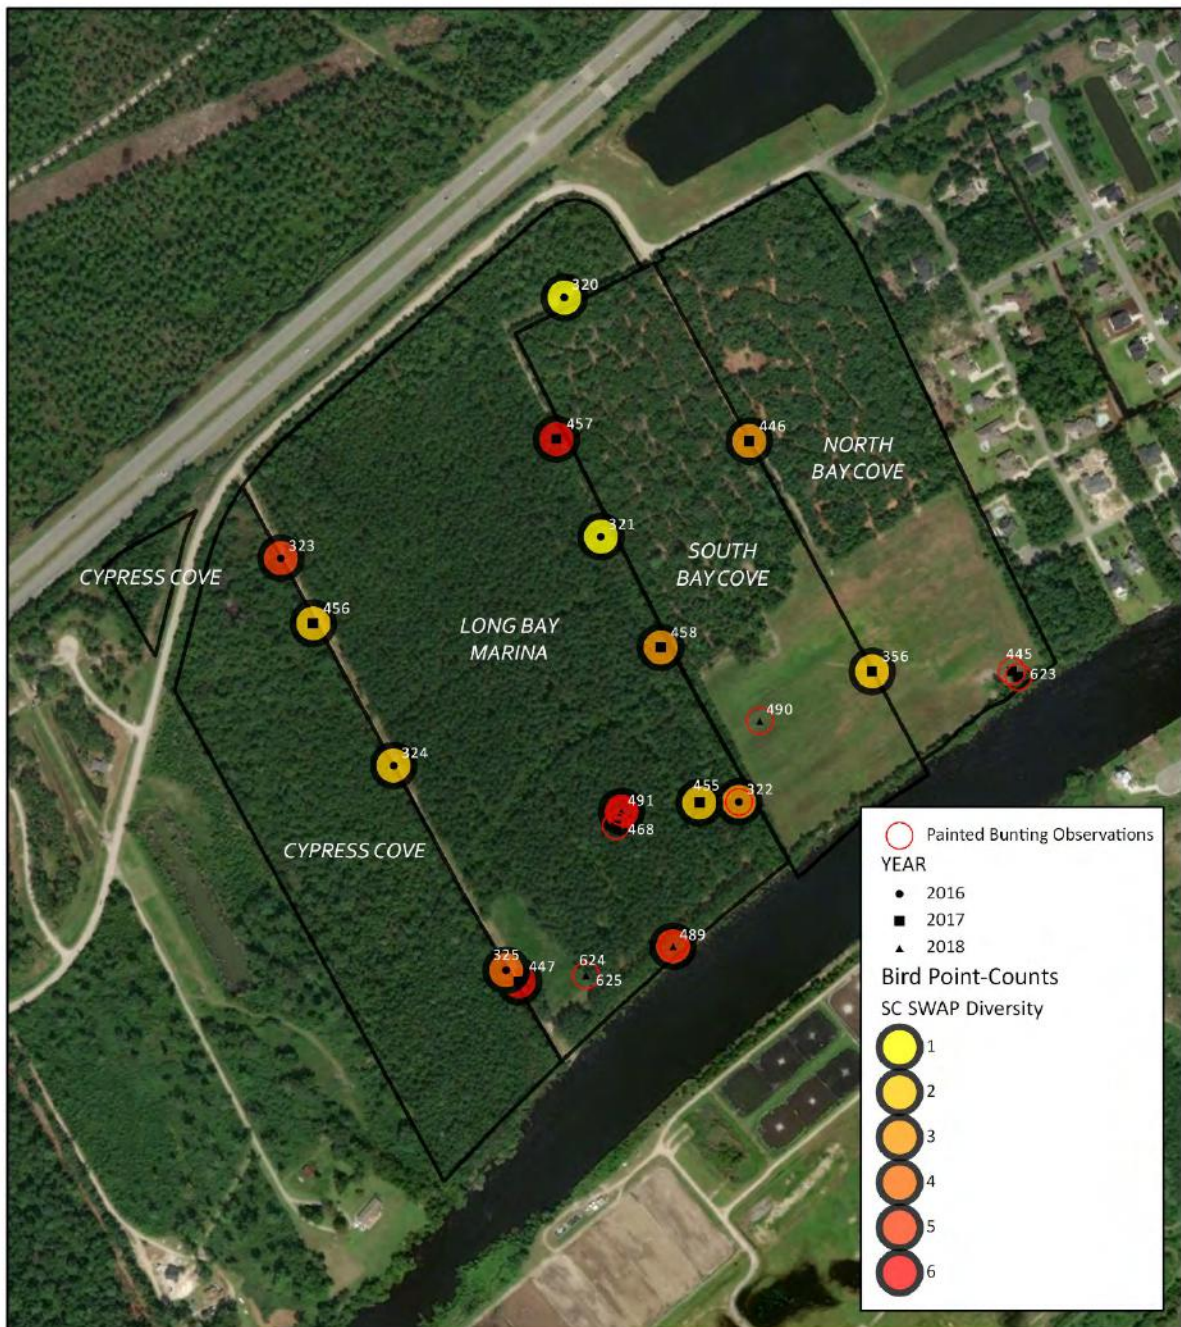 320
457
446
NORTH
BAY COVE
321
SOUTH
BAY COVE
323
CYPRESS COVE
456
LONG BAY
MARINA
458
356
445
623
490
324
455
322
491
468
CYPRESS COVE
489
325
447
624
625
Painted Bunting Observations
YEAR
2016
2017
2018
Bird Point-Counts
SC SWAP Diversity
1
2
3
4
5
6